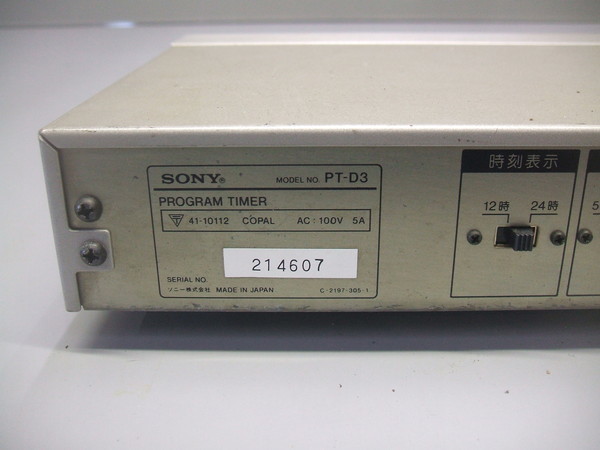 SONY® MODEL NO. PT-D3
PROGRAM TIMER
41-10112 COPAL AC:100V 5A
214607
SERIAL NO.
ソニー株式会社 MADE IN JAPAN C-2197-305-1
時刻表示
12時 24時
5